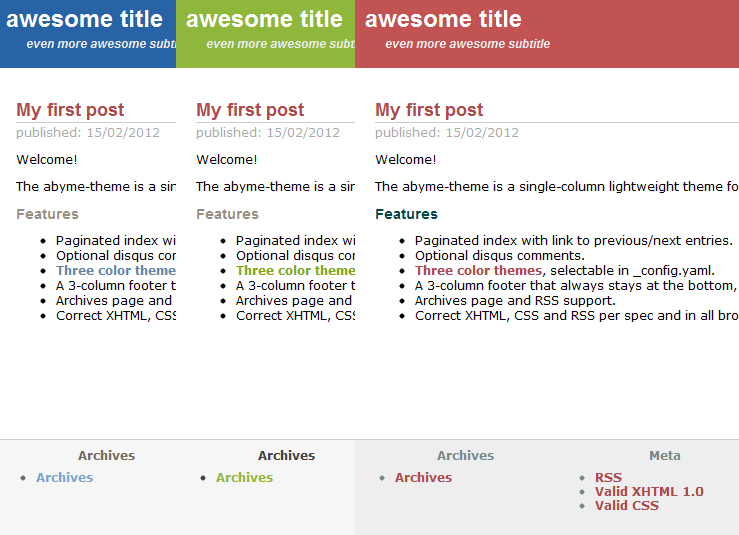 awesome title
even more awesome subti
My first post
published: 15/02/2012
Welcome!
The abyme-theme is a sin
Features
Paginated index wi
Optional disqus cor
Three color theme
A 3-column footer t
Archives page and
Correct XHTML, CSS
Archives
Archives
awesome title
even more awesome subt
My first post
published: 15/02/2012
Welcome!
The abyme-theme is a sin
Features
Paginated index wi
Optional disqus cor
Three color theme
A 3-column footer t
Archives page and
Correct XHTML, CSS
Archives
Archives
awesome title
even more awesome subtitle
My first post
published: 15/02/2012
Welcome!
The abyme-theme is a single-column lightweight theme fo
Features
Paginated index with link to previous/next entries.
Optional disqus comments.
Three color themes, selectable in _config.yaml.
A 3-column footer that always stays at the bottom,
Archives page and RSS support.
Correct XHTML, CSS and RSS per spec and in all bro
Archives
Archives
Meta
RSS
Valid XHTML 1.0
Valid CSS